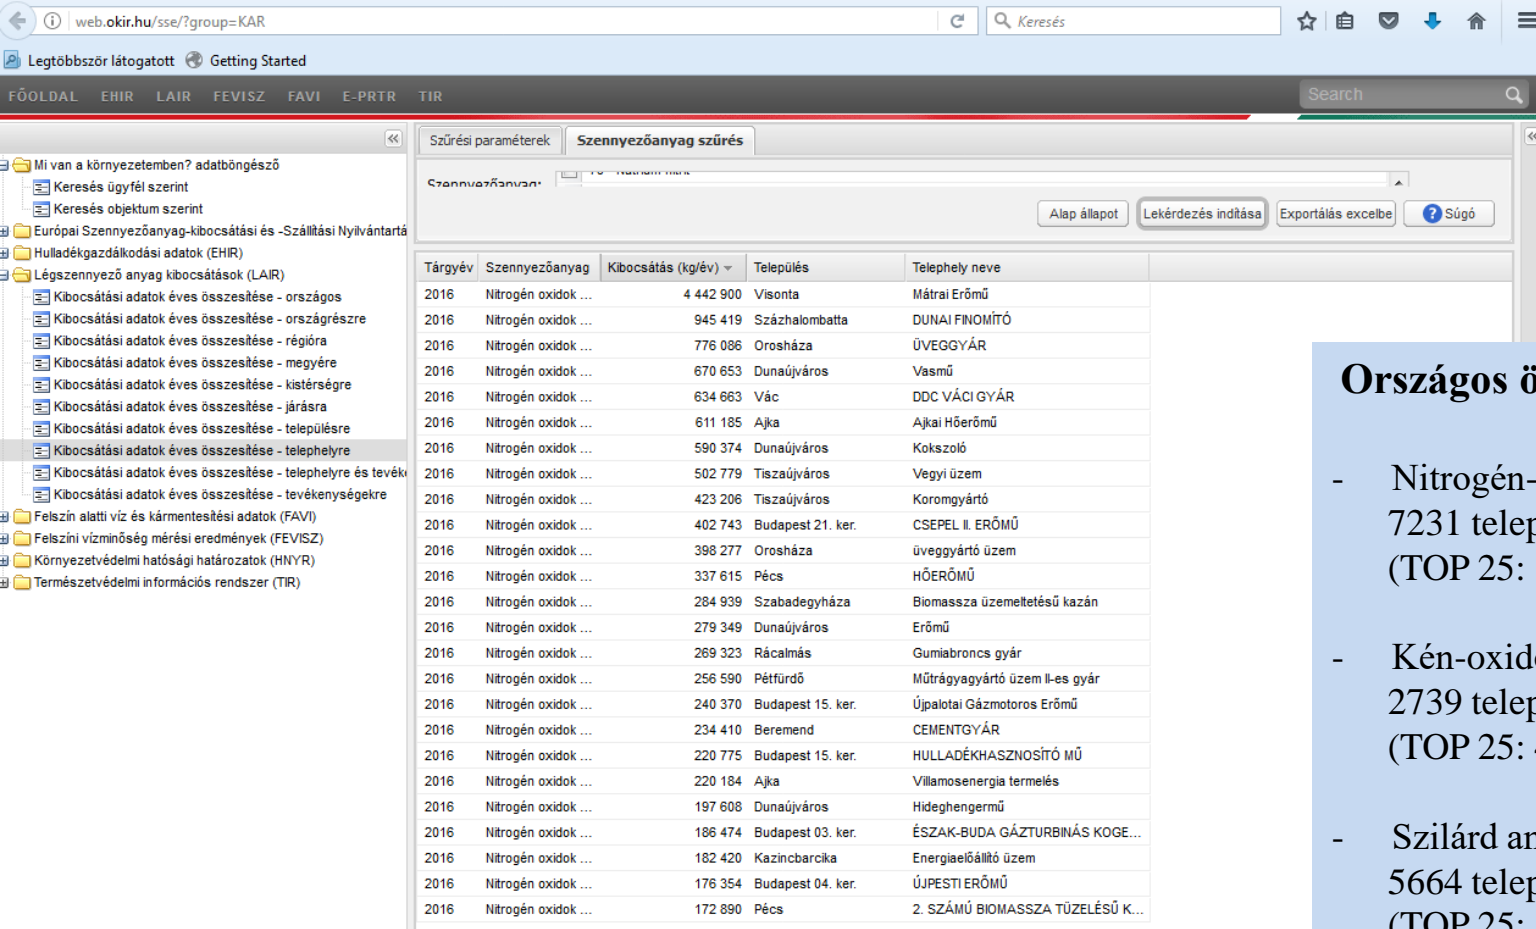 web.okir.hu/sse/?group=KAR
Keresés
Legtöbbször látogatott Getting Started
FŐOLDAL EHIR LAIR FEVISZ FAVI E-PRTR TIR
Search
Mi van a környezetemben? adatböngésző
Keresés ügyfél szerint
Keresés objektum szerint
Európai Szennyezőanyag-kibocsátási és -Szállítási Nyilvántartá
Hulladékgazdálkodási adatok (EHIR)
Légszennyező anyag kibocsátások (LAIR)
Kibocsátási adatok éves összesítése - országos
Kibocsátási adatok éves összesítése - országrészre
Kibocsátási adatok éves összesítése - régióra
Kibocsátási adatok éves összesítése - megyére
Kibocsátási adatok éves összesítése - kistérségre
Kibocsátási adatok éves összesítése - járásra
Kibocsátási adatok éves összesítése - településre
Kibocsátási adatok éves összesítése - telephelyre
Kibocsátási adatok éves összesítése - telephelyre és tevék
Kibocsátási adatok éves összesítése - tevékenységekre
Felszín alatti víz és kármentesítési adatok (FAVI)
Felszíni vízminőség mérési eredmények (FEVISZ)
Környezetvédelmi hatósági határozatok (HNYR)
Természetvédelmi információs rendszer (TIR)
Szűrési paraméterek Szennyezőanyag szűrés
Szennyezőanyag:
Alap állapot Lekérdezés indítása Exportálás excelbe Súgó
Tárgyév Szennyezőanyag Kibocsátás (kg/év) Település Telephely neve
2016 Nitrogén oxidok ... 4 442 900 Visonta Mátrai Erőmű
2016 Nitrogén oxidok ... 945 419 Százhalombatta DUNAI FINOMÍTÓ
2016 Nitrogén oxidok ... 776 086 Orosháza ÜVEGGYÁR
2016 Nitrogén oxidok ... 670 653 Dunaújváros Vasmű
2016 Nitrogén oxidok ... 634 663 Vác DDC VÁCI GYÁR
2016 Nitrogén oxidok ... 611 185 Ajka Ajkai Hőerőmű
2016 Nitrogén oxidok ... 590 374 Dunaújváros Kokszoló
2016 Nitrogén oxidok ... 502 779 Tiszaújváros Vegyi üzem
2016 Nitrogén oxidok ... 423 206 Tiszaújváros Koromgyártó
2016 Nitrogén oxidok ... 402 743 Budapest 21. ker. CSEPEL II. ERŐMŰ
2016 Nitrogén oxidok ... 398 277 Orosháza üveggyártó üzem
2016 Nitrogén oxidok ... 337 615 Pécs HŐERŐMŰ
2016 Nitrogén oxidok ... 284 939 Szabadegyháza Biomassza üzemeltetésű kazán
2016 Nitrogén oxidok ... 279 349 Dunaújváros Erőmű
2016 Nitrogén oxidok ... 269 323 Rácalmás Gumiabroncs gyár
2016 Nitrogén oxidok ... 256 590 Pétfürdő Műtrágyagyártó üzem II-es gyár
2016 Nitrogén oxidok ... 240 370 Budapest 15. ker. Újpalotai Gázmotoros Erőmű
2016 Nitrogén oxidok ... 234 410 Beremend CEMENTGYÁR
2016 Nitrogén oxidok ... 220 775 Budapest 15. ker. HULLADÉKHASZNOSÍTÓ MŰ
2016 Nitrogén oxidok ... 220 184 Ajka Villamosenergia termelés
2016 Nitrogén oxidok ... 197 608 Dunaújváros Hideghengermű
2016 Nitrogén oxidok ... 186 474 Budapest 03. ker. ÉSZAK-BUDA GÁZTURBINÁS KOGE...
2016 Nitrogén oxidok ... 182 420 Kazincbarcika Energiaelőállító üzem
2016 Nitrogén oxidok ... 176 354 Budapest 04. ker. ÚJPESTI ERŐMŰ
2016 Nitrogén oxidok ... 172 890 Pécs 2. SZÁMÚ BIOMASSZA TÜZELÉSŰ K...
Országos ö
- Nitrogén-
7231 telep
(TOP 25:
- Kén-oxid
2739 telep
(TOP 25:
- Szilárd an
5664 telep
(TOP 25: